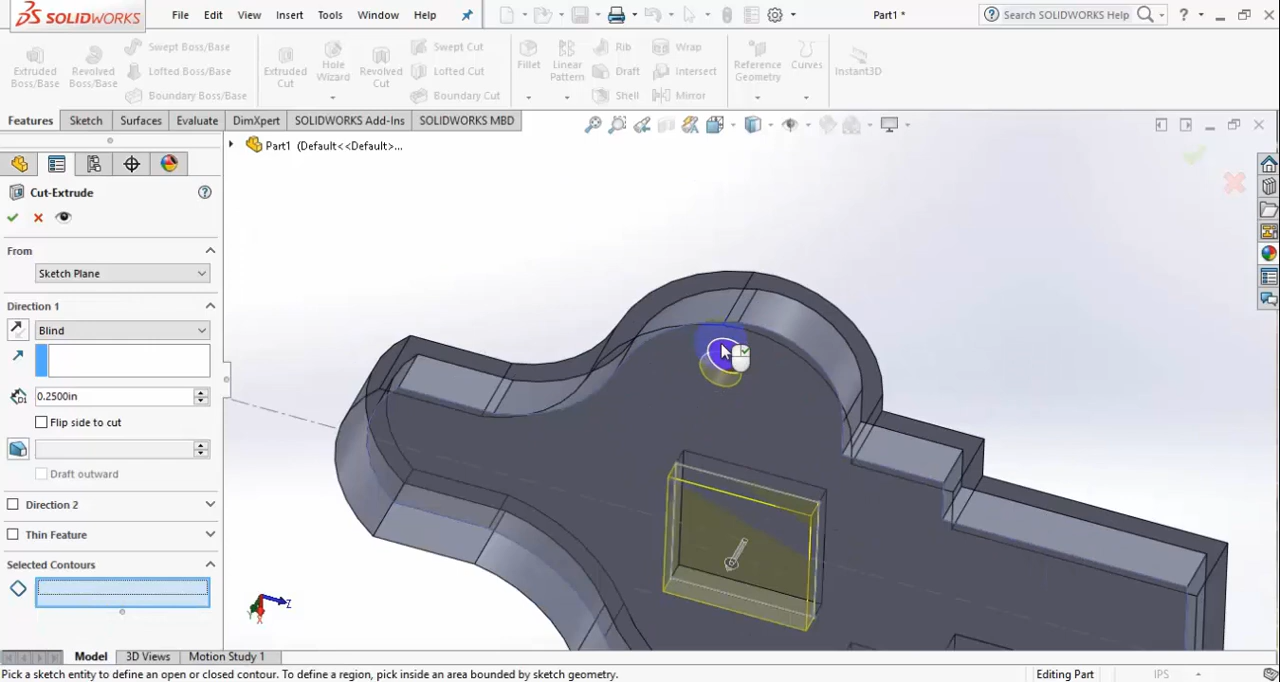 SOLIDWORKS
File Edit View Insert Tools Window Help
Part1 *
Search SOLIDWORKS Help
?
Extruded Boss/Base
Revolved Boss/Base
Swept Boss/Base
Lofted Boss/Base
Boundary Boss/Base
Extruded Cut
Hole Wizard
Revolved Cut
Swept Cut
Lofted Cut
Boundary Cut
Fillet
Linear Pattern
Rib
Draft
Shell
Wrap
Intersect
Mirror
Reference Geometry
Curves
Instant3D
Features Sketch Surfaces Evaluate DimXpert SOLIDWORKS Add-Ins SOLIDWORKS MBD
Part1 (Default<<Default>...
Cut-Extrude
?
From
Sketch Plane
Direction 1
Blind
D1
0.2500in
Flip side to cut
Draft outward
Direction 2
Thin Feature
Selected Contours
Z
Model 3D Views Motion Study 1
Pick a sketch entity to define an open or closed contour. To define a region, pick inside an area bounded by sketch geometry.
Editing Part
IPS